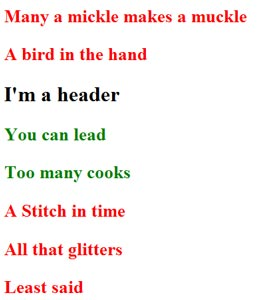 Many a mickle makes a muckle
A bird in the hand
I'm a header
You can lead
Too many cooks
A Stitch in time
All that glitters
Least said